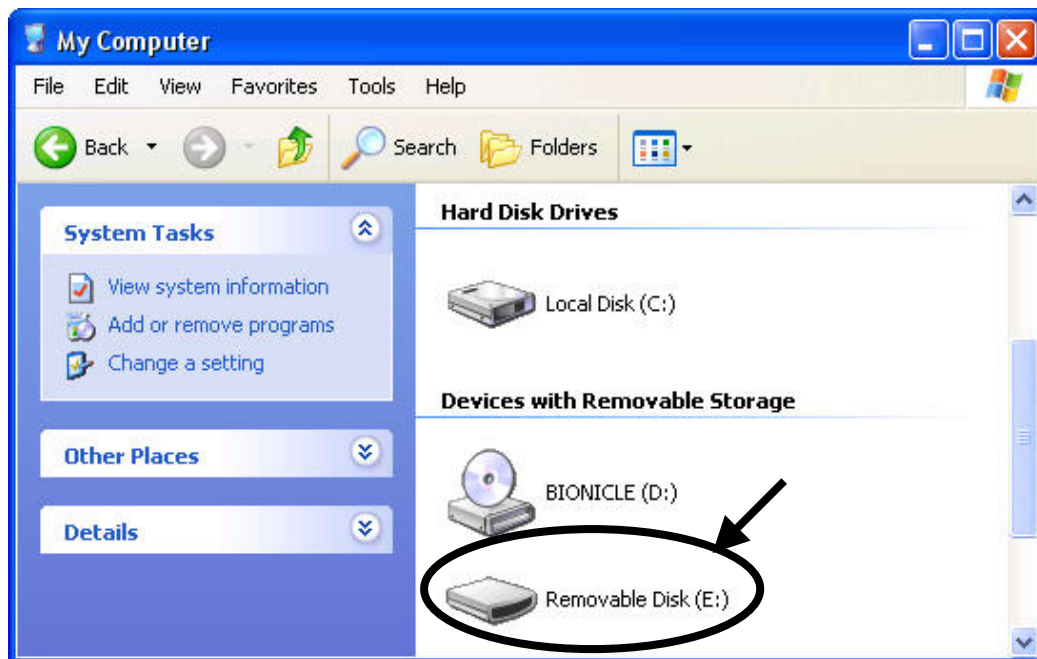 My Computer
File Edit View Favorites Tools Help
Back Search Folders
System Tasks
View system information
Add or remove programs
Change a setting
Other Places
Details
Hard Disk Drives
Local Disk (C:)
Devices with Removable Storage
BIONICLE (D:)
Removable Disk (E:)